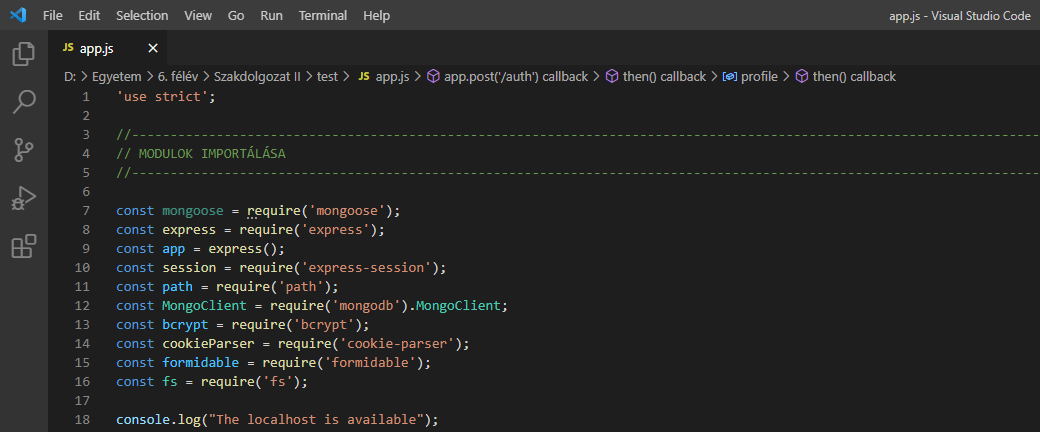 File Edit Selection View Go Run Terminal Help app.js - Visual Studio Code
JS app.js ×
D: > Egyetem > 6. félév > Szakdolgozat II > test > JS app.js > app.post('/auth') callback > then() callback > profile > then() callback
1 'use strict';
2
3 //----------------------------------------------------------------------------------------------------------------------
4 // MODULOK IMPORTÁLÁSA
5 //----------------------------------------------------------------------------------------------------------------------
6
7 const mongoose = require('mongoose');
8 const express = require('express');
9 const app = express();
10 const session = require('express-session');
11 const path = require('path');
12 const MongoClient = require('mongodb').MongoClient;
13 const bcrypt = require('bcrypt');
14 const cookieParser = require('cookie-parser');
15 const formidable = require('formidable');
16 const fs = require('fs');
17
18 console.log("The localhost is available");